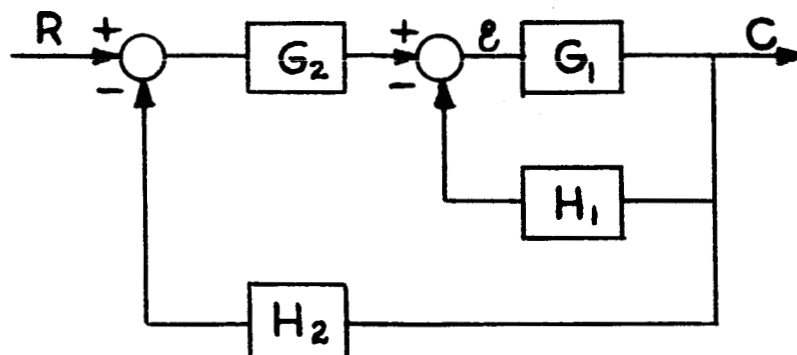 R + G₂ + ε G₁ C
− −
H₁
H₂